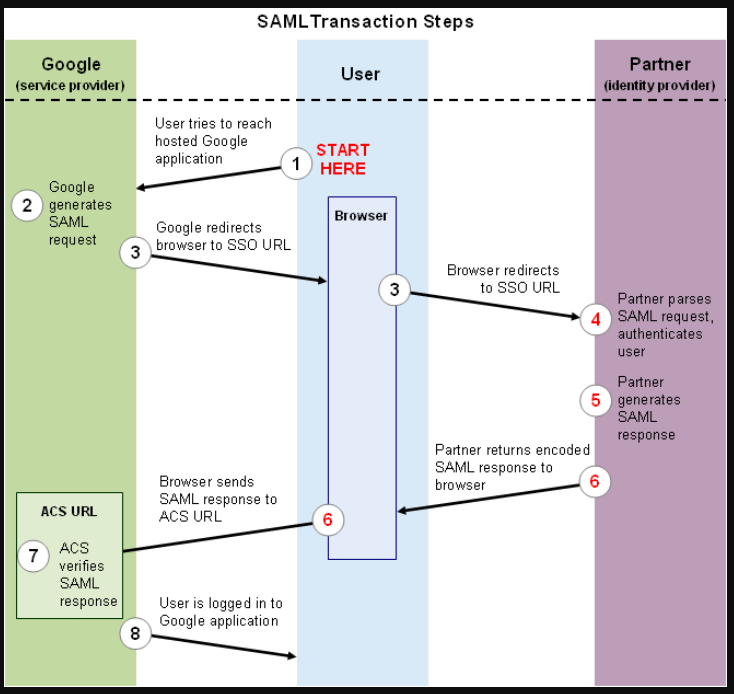 SAML Transaction Steps
Google
(service provider)
User
Partner
(identity provider)
User tries to reach
hosted Google
application
1
START
HERE
2
Google
generates
SAML
request
Browser
3
Google redirects
browser to SSO URL
3
Browser redirects
to SSO URL
4
Partner parses
SAML request,
authenticates
user
5
Partner
generates
SAML
response
Partner returns encoded
SAML response to
browser
6
Browser sends
SAML response to
ACS URL
6
ACS URL
7
ACS
verifies
SAML
response
8
User is logged in to
Google application